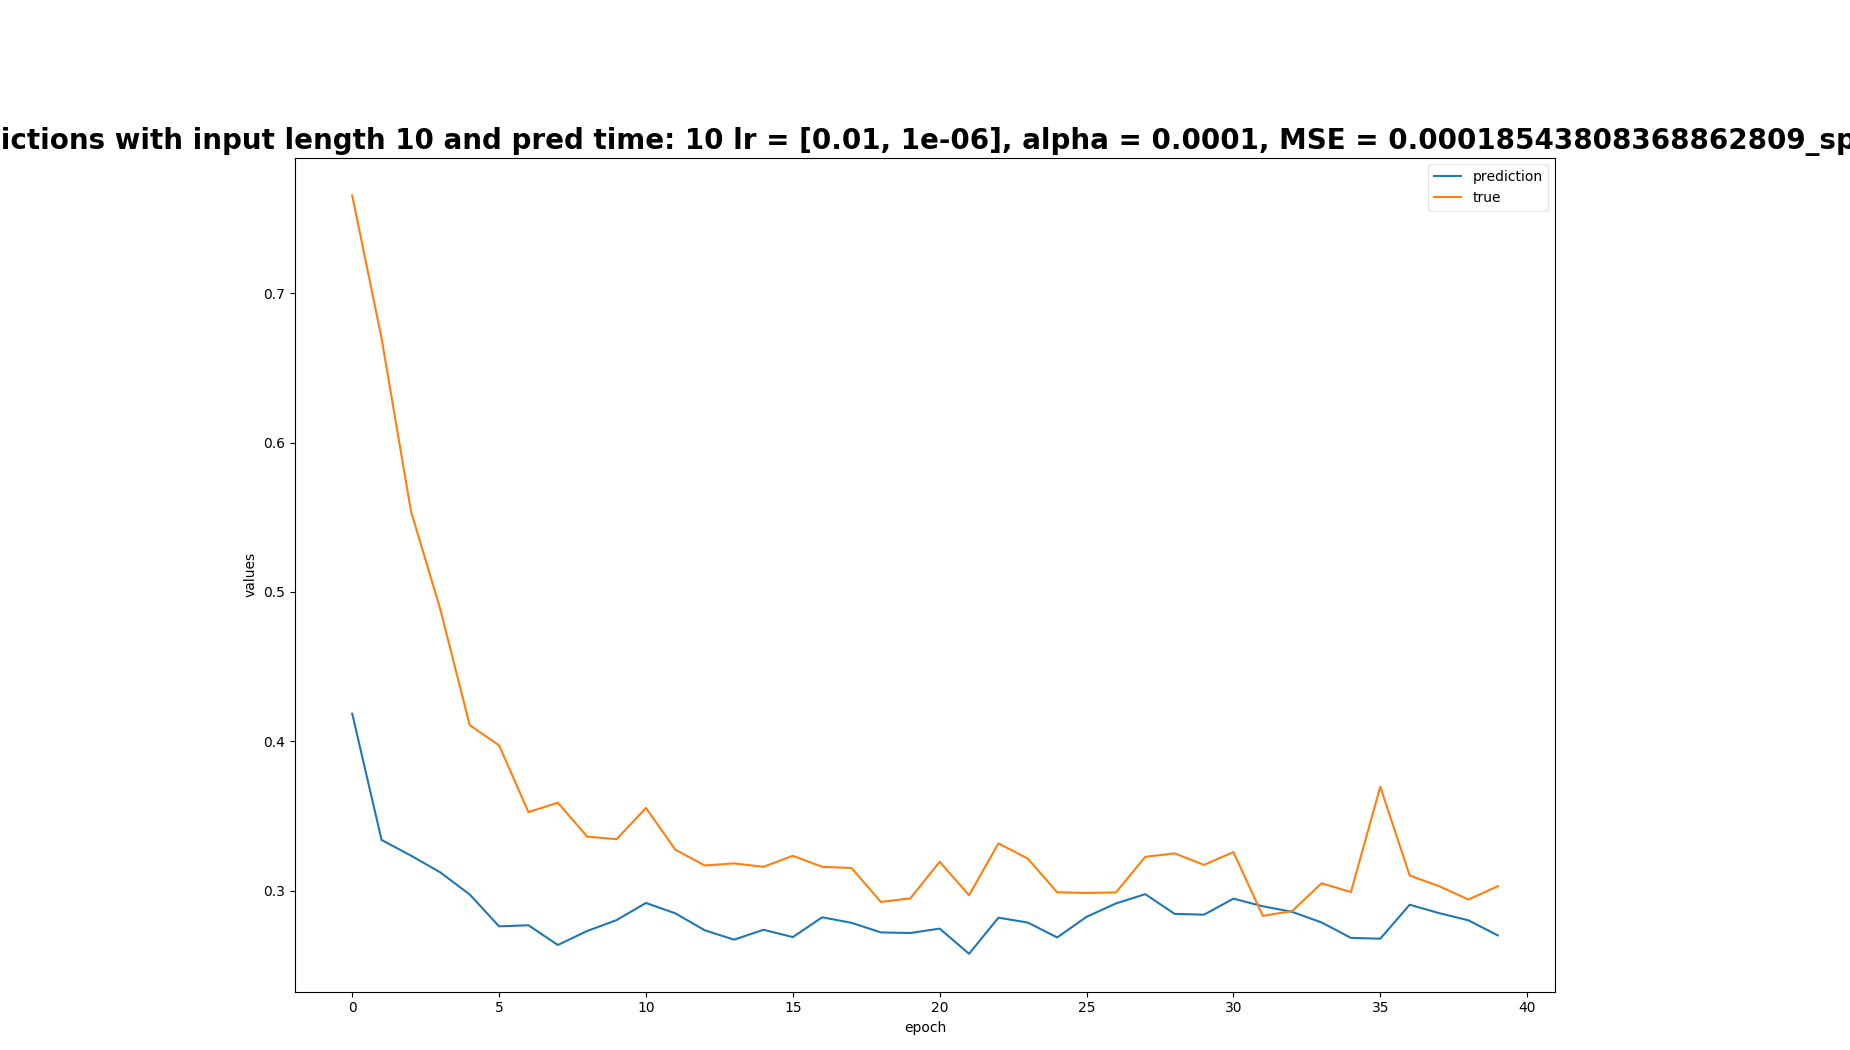 ictions with input length 10 and pred time: 10 lr = [0.01, 1e-06], alpha = 0.0001, MSE = 0.00018543808368862809_sp
prediction
true
0.7
0.6
0.5
0.4
0.3
values
0 5 10 15 20 25 30 35 40
epoch